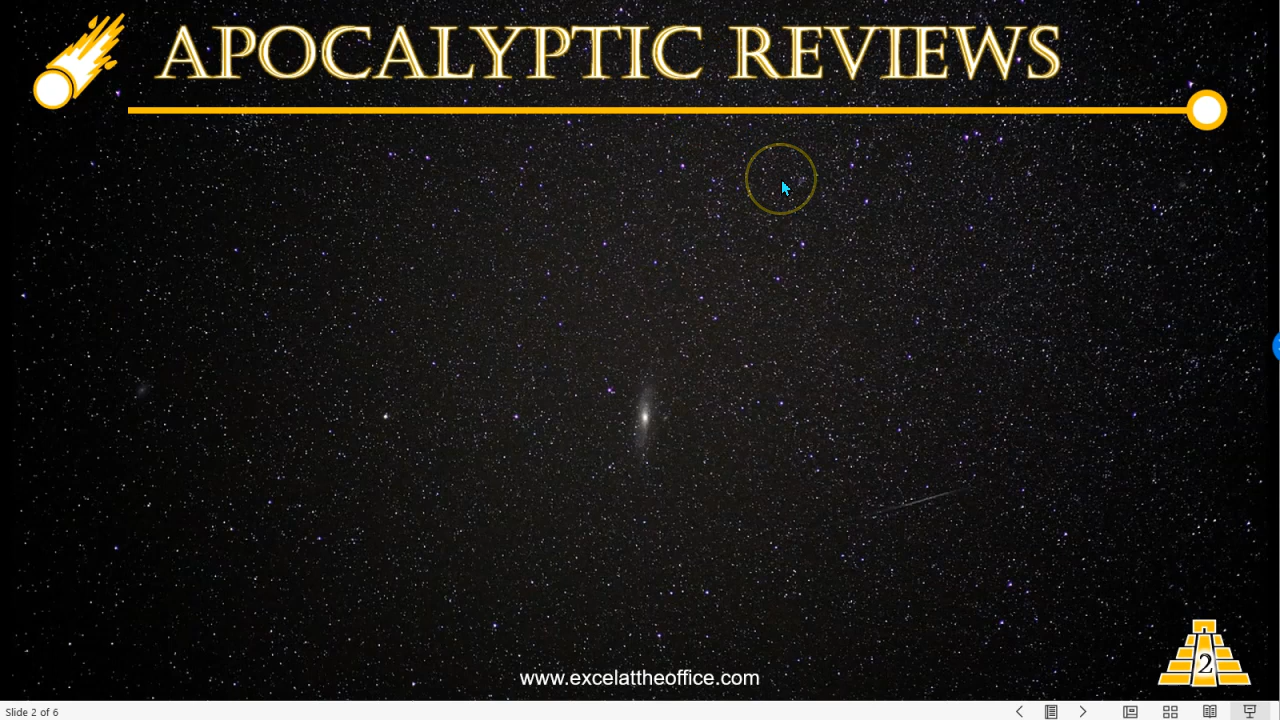 APOCALYPTIC REVIEWS
2
www.excelattheoffice.com
Slide 2 of 6